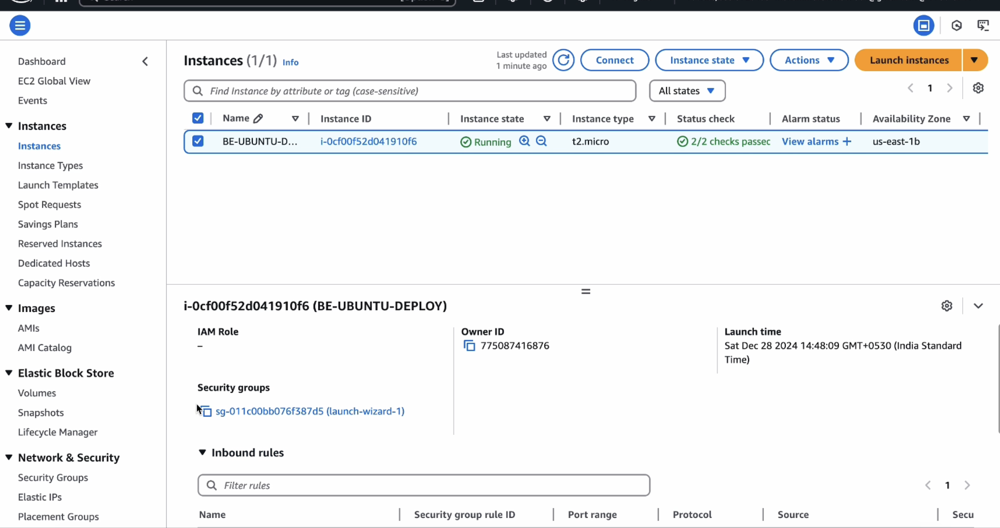 Dashboard
EC2 Global View
Events
Instances
Instances
Instance Types
Launch Templates
Spot Requests
Savings Plans
Reserved Instances
Dedicated Hosts
Capacity Reservations
Images
AMIs
AMI Catalog
Elastic Block Store
Volumes
Snapshots
Lifecycle Manager
Network & Security
Security Groups
Elastic IPs
Placement Groups
Instances (1/1) Info
Last updated
1 minute ago
Connect
Instance state
Actions
Launch instances
Find Instance by attribute or tag (case-sensitive)
All states
1
Name Instance ID Instance state Instance type Status check Alarm status Availability Zone
BE-UBUNTU-D... i-0cf00f52d041910f6 Running t2.micro 2/2 checks passec View alarms + us-east-1b
i-0cf00f52d041910f6 (BE-UBUNTU-DEPLOY)
IAM Role
–
Owner ID
775087416876
Launch time
Sat Dec 28 2024 14:48:09 GMT+0530 (India Standard
Time)
Security groups
sg-011c00bb076f387d5 (launch-wizard-1)
Inbound rules
Filter rules
1
Name Security group rule ID Port range Protocol Source Secu